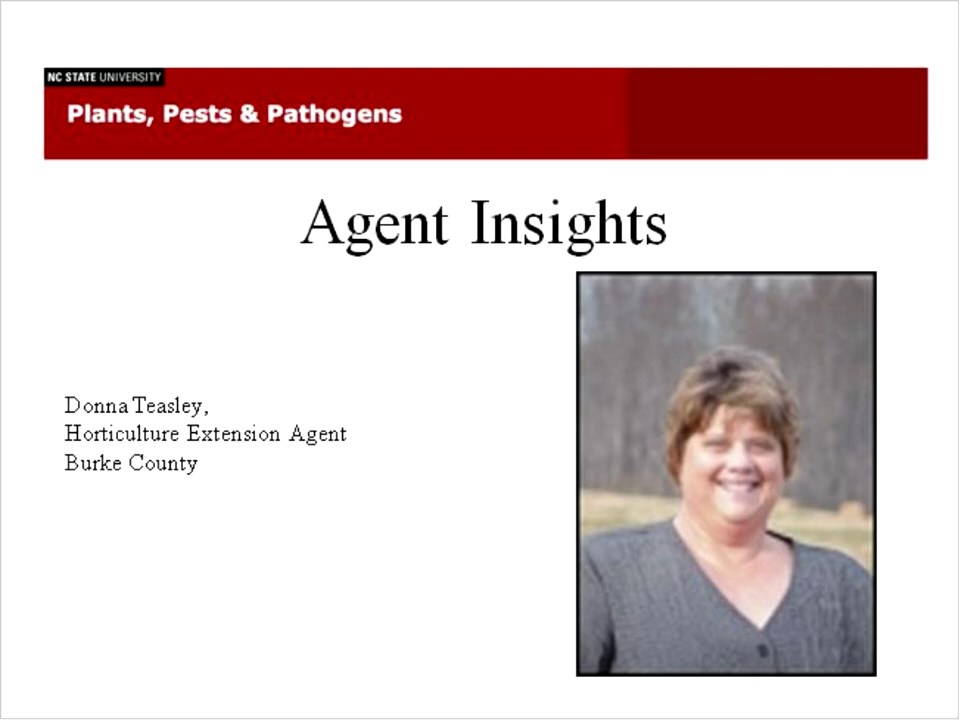 NC STATE UNIVERSITY
Plants, Pests & Pathogens
Agent Insights
Donna Teasley,
Horticulture Extension Agent
Burke County